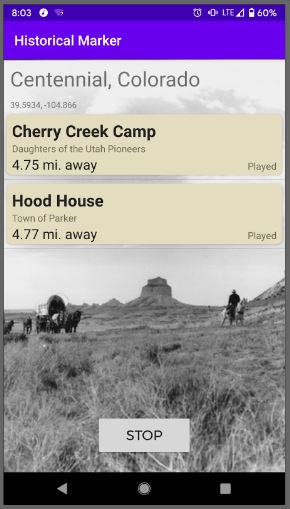 8:03
LTE
60%
Historical Marker
Centennial, Colorado
39.5934, -104.866
Cherry Creek Camp
Daughters of the Utah Pioneers
4.75 mi. away
Played
Hood House
Town of Parker
4.77 mi. away
Played
STOP